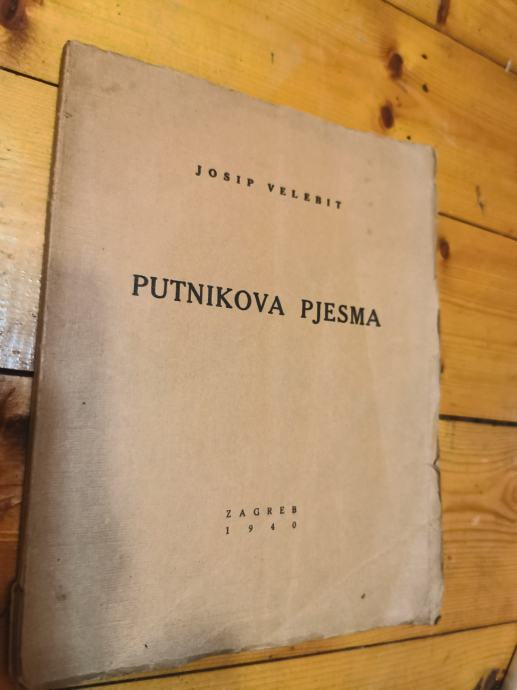 JOSIP VELEBIT
PUTNIKOVA PJESMA
ZAGREB
1940